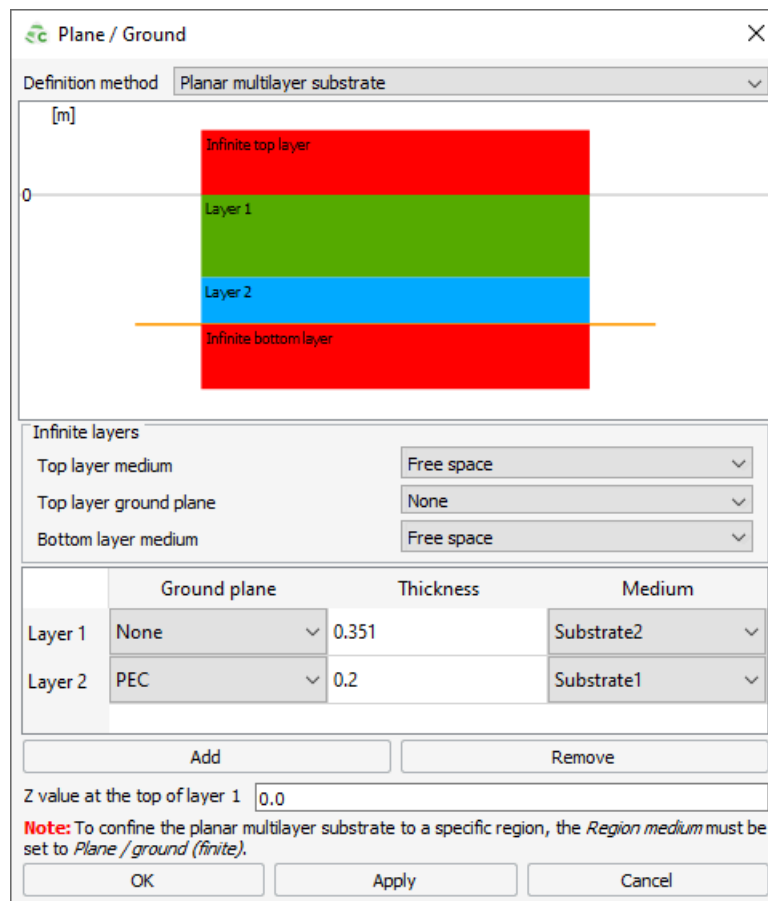 Plane / Ground
Definition method Planar multilayer substrate
[m]
Infinite top layer
0
Layer 1
Layer 2
Infinite bottom layer
Infinite layers
Top layer medium Free space
Top layer ground plane None
Bottom layer medium Free space
Ground plane Thickness Medium
Layer 1 None 0.351 Substrate2
Layer 2 PEC 0.2 Substrate1
Add Remove
Z value at the top of layer 1 0.0
Note: To confine the planar multilayer substrate to a specific region, the Region medium must be
set to Plane / ground (finite).
OK Apply Cancel